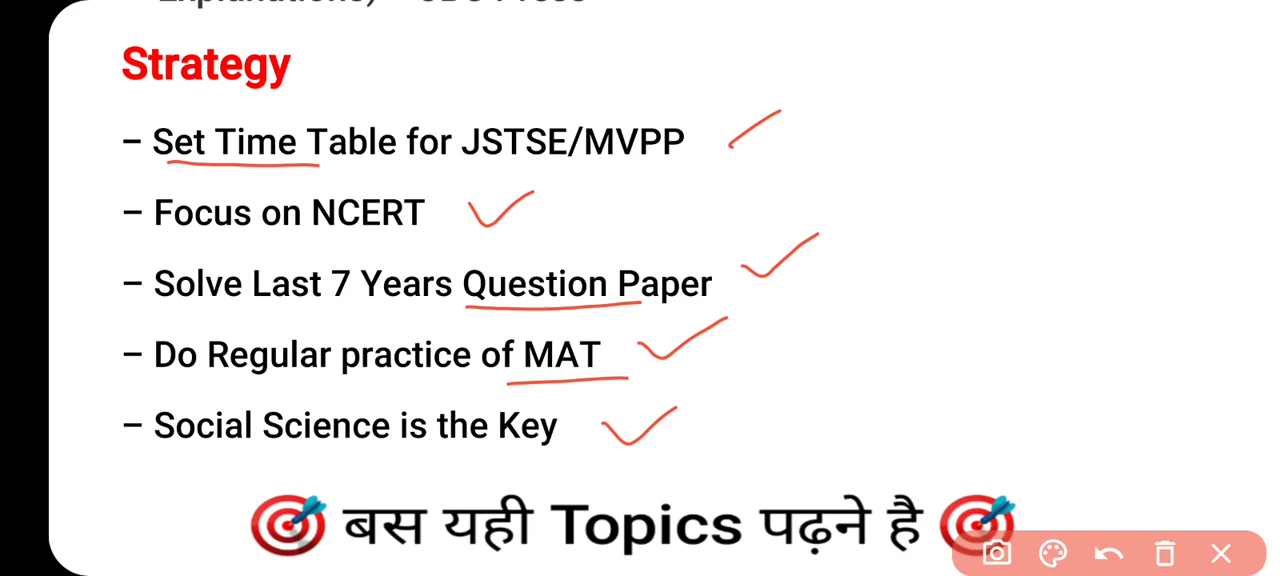 Strategy
– Set Time Table for JSTSE/MVPP
– Focus on NCERT
– Solve Last 7 Years Question Paper
– Do Regular practice of MAT
– Social Science is the Key
🎯 बस यही Topics पढ़ने है 🎯